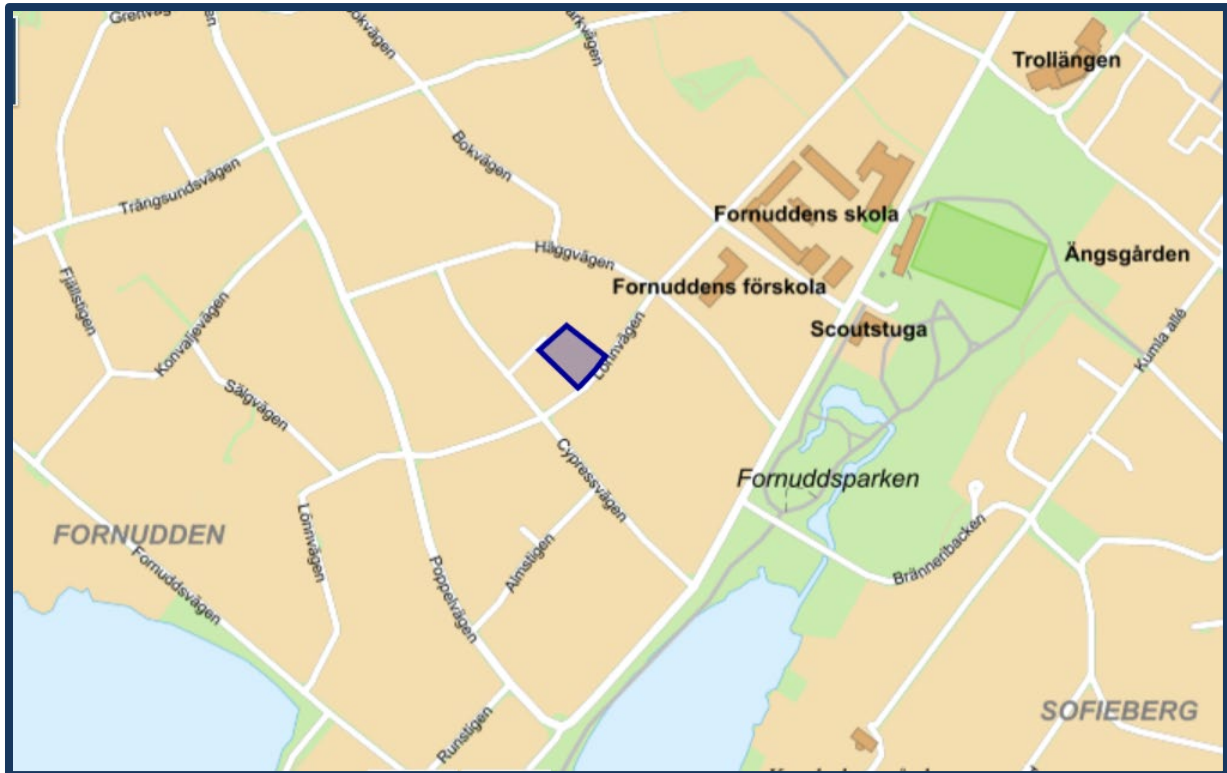 Trollängen
Bokvägen
Trångsundsvägen
Fornuddens skola
Häggvägen
Ängsgården
Fjällstigen
Konvaljevägen
Fornuddens förskola
Scoutstuga
Kumla allé
Lönnvägen
Sälgvägen
Cypressvägen
Fornuddsparken
FORNUDDEN
Lönnvägen
Fornuddsvägen
Poppelvägen
Almstigen
Bränneribacken
SOFIEBERG
Runstigen